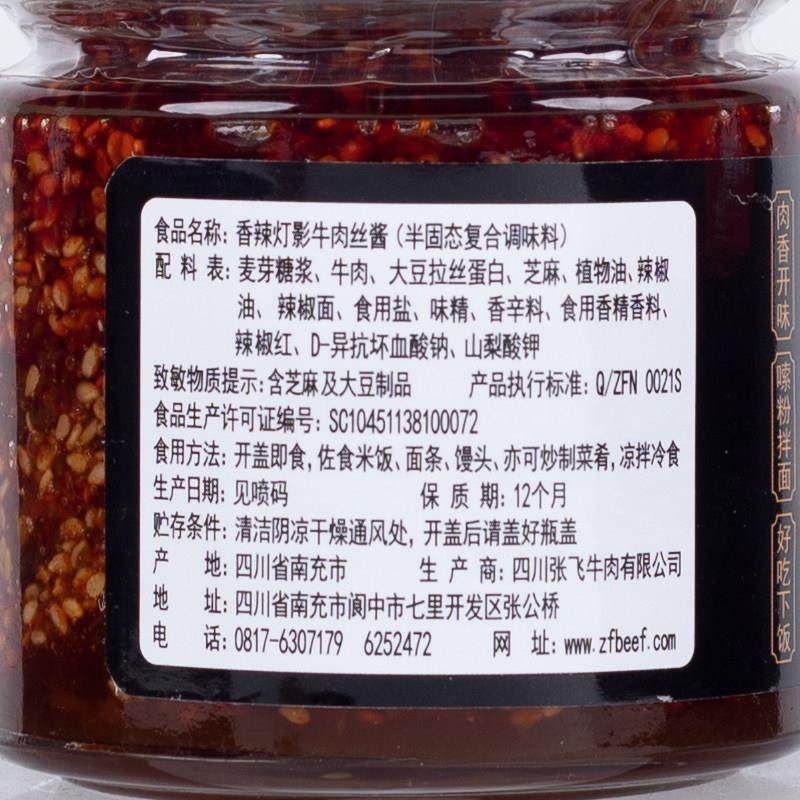 食品名称: 香辣灯影牛肉丝酱(半固态复合调味料)
配料表: 麦芽糖浆、牛肉、大豆拉丝蛋白、芝麻、植物油、辣椒
油、辣椒面、食用盐、味精、香辛料、食用香精香料、
辣椒红、D-异抗坏血酸钠、山梨酸钾
致敏物质提示: 含芝麻及大豆制品 产品执行标准: Q/ZFN 0021S
食品生产许可证编号: SC10451138100072
食用方法: 开盖即食, 佐食米饭、面条、馒头、亦可炒制菜肴, 凉拌冷食
生产日期: 见喷码 保质期: 12个月
贮存条件: 清洁阴凉干燥通风处, 开盖后请盖好瓶盖
产地: 四川省南充市 生产商: 四川张飞牛肉有限公司
地址: 四川省南充市阆中市七里开发区张公桥
电话: 0817-6307179 6252472 网址: www.zfbeef.com
肉香开味
嗦粉拌面
好吃下饭